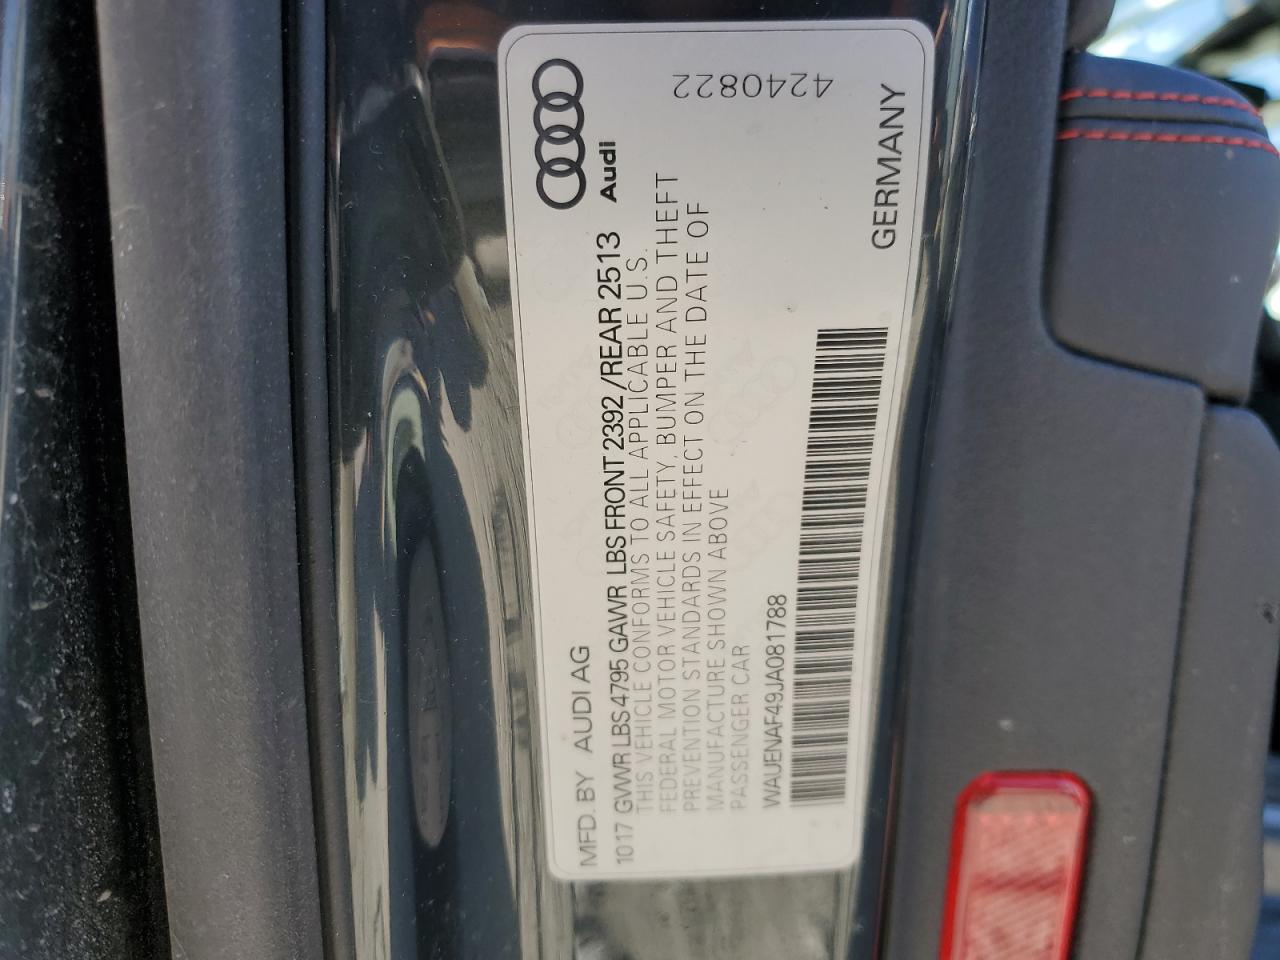 Audi
4240822
MFD. BY AUDI AG
1017 GVWR LBS 4795 GAWR LBS FRONT 2392/REAR 2513
THIS VEHICLE CONFORMS TO ALL APPLICABLE U.S.
FEDERAL MOTOR VEHICLE SAFETY, BUMPER AND THEFT
PREVENTION STANDARDS IN EFFECT ON THE DATE OF
MANUFACTURE SHOWN ABOVE
PASSENGER CAR
WAUENAF49JA081788
GERMANY